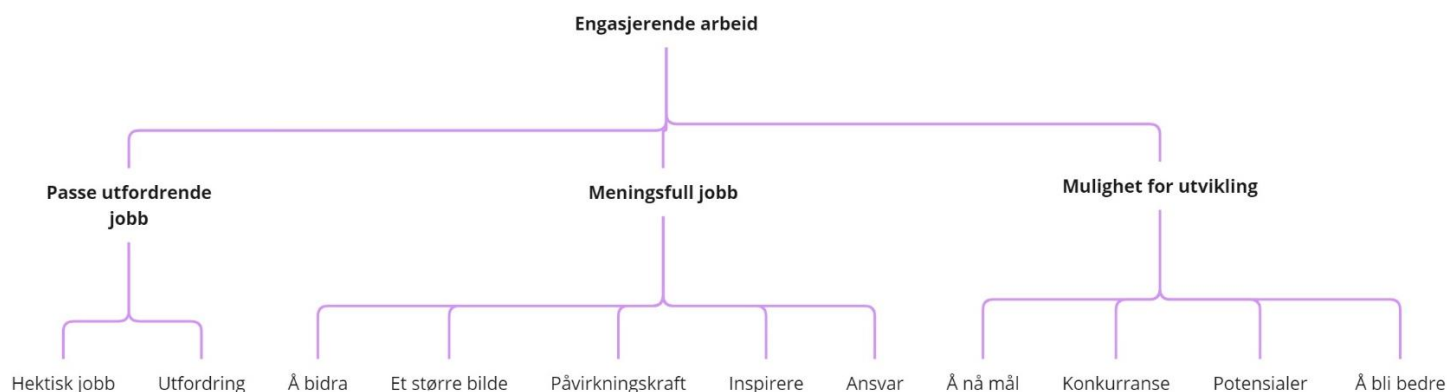 Engasjerende arbeid
Passe utfordrende
jobb
Meningsfull jobb
Mulighet for utvikling
Hektisk jobb
Utfordring
Å bidra
Et større bilde
Påvirkningskraft
Inspirere
Ansvar
Å nå mål
Konkurranse
Potensialer
Å bli bedre